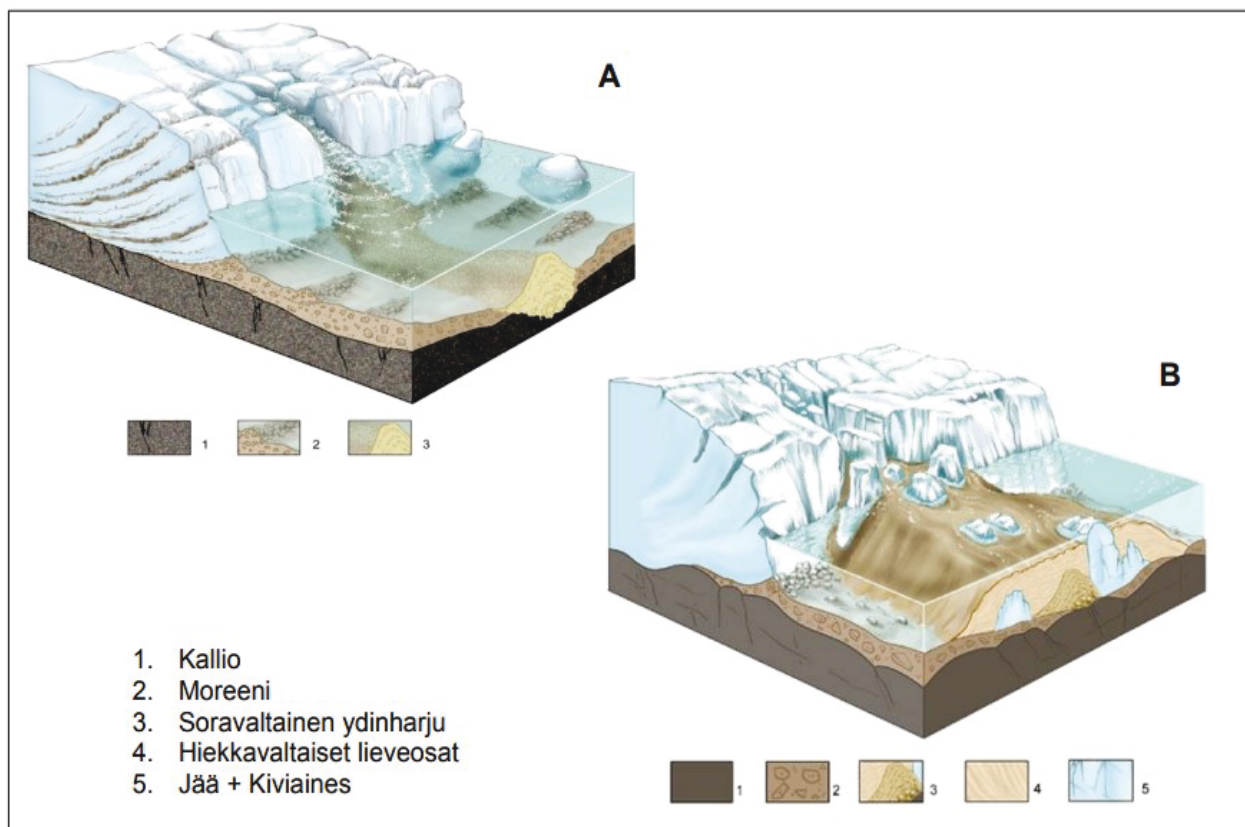 A
1 2 3
B
1. Kallio
2. Moreeni
3. Soravaltainen ydinharju
4. Hiekkavaltaiset lieveosat
5. Jää + Kiviaines
1 2 3 4 5